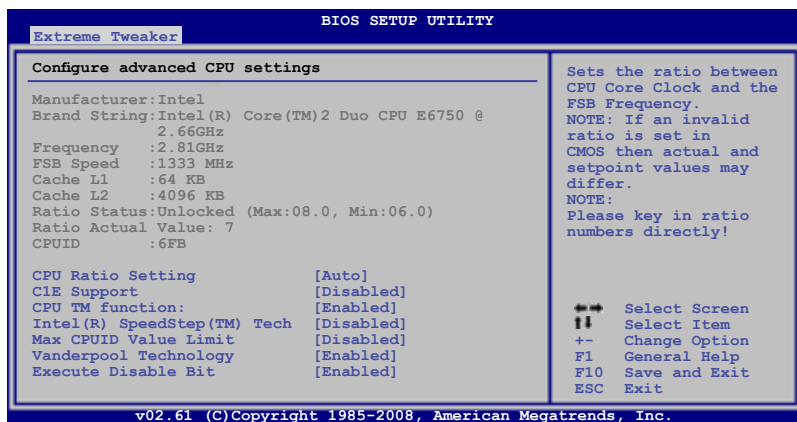 BIOS SETUP UTILITY
Extreme Tweaker
Configure advanced CPU settings
Manufacturer:Intel
Brand String:Intel(R) Core(TM)2 Duo CPU E6750 @
2.66GHz
Frequency :2.81GHz
FSB Speed :1333 MHz
Cache L1 :64 KB
Cache L2 :4096 KB
Ratio Status:Unlocked (Max:08.0, Min:06.0)
Ratio Actual Value: 7
CPUID :6FB
CPU Ratio Setting [Auto]
C1E Support [Disabled]
CPU TM function: [Enabled]
Intel(R) SpeedStep(TM) Tech [Disabled]
Max CPUID Value Limit [Disabled]
Vanderpool Technology [Enabled]
Execute Disable Bit [Enabled]
Sets the ratio between
CPU Core Clock and the
FSB Frequency.
NOTE: If an invalid
ratio is set in
CMOS then actual and
setpoint values may
differ.
NOTE:
Please key in ratio
numbers directly!
←→ Select Screen
↑↓ Select Item
+- Change Option
F1 General Help
F10 Save and Exit
ESC Exit
v02.61 (C)Copyright 1985-2008, American Megatrends, Inc.